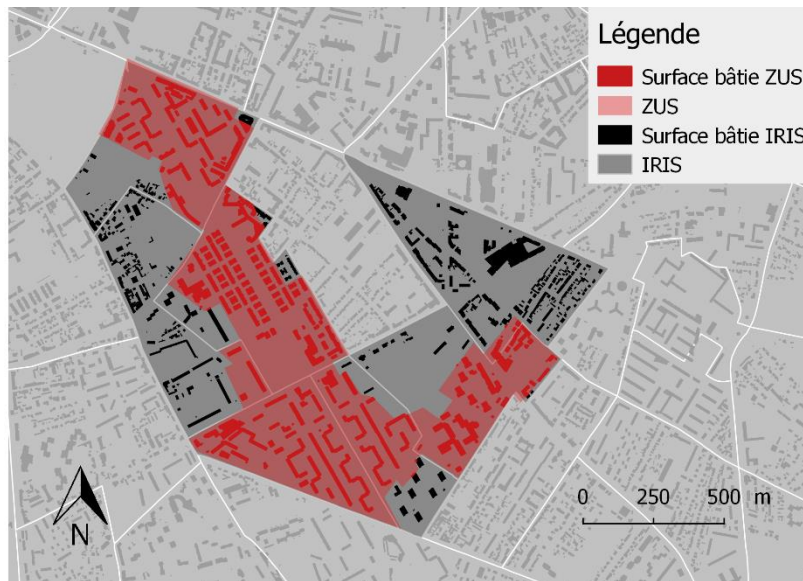 Légende
Surface bâtie ZUS
ZUS
Surface bâtie IRIS
IRIS
0 250 500 m
N